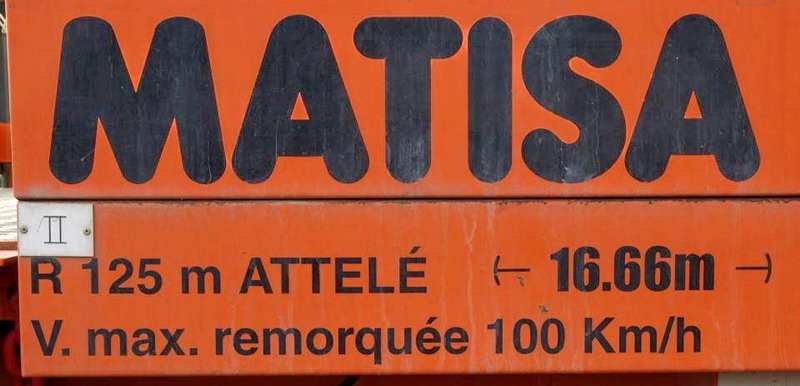 MATISA
II
R 125 m ATTELÉ 16.66m
V. max. remorquée 100 Km/h